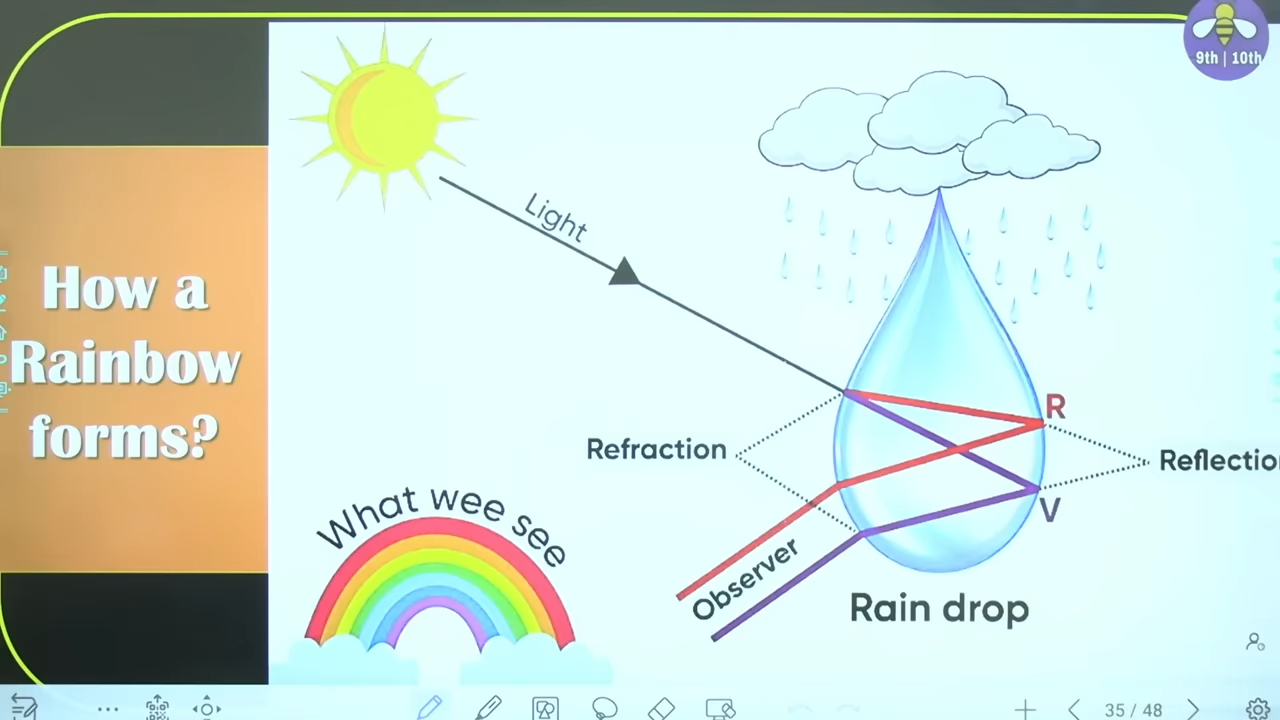 9th | 10th
How a
Rainbow
forms?
Light
R
Refraction
Reflectio
V
What wee see
Observer
Rain drop
35 / 48